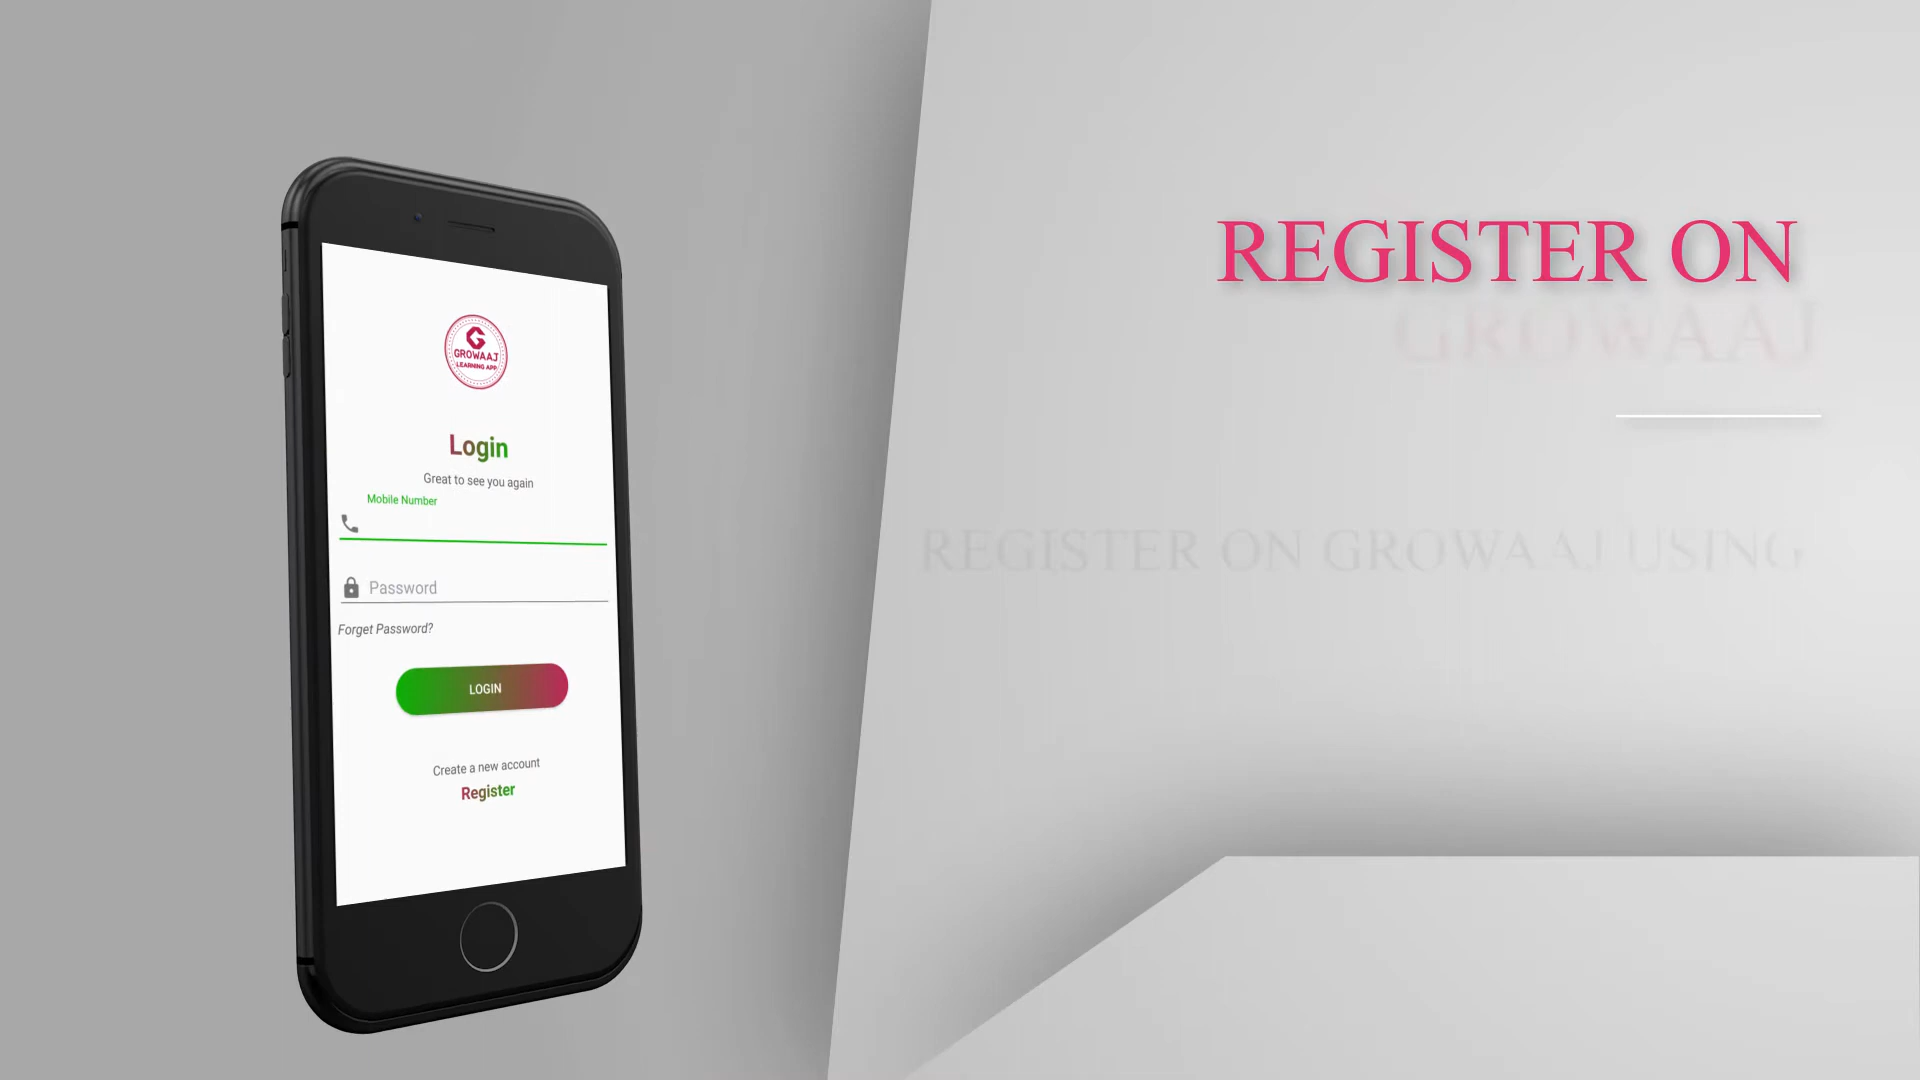 G
GROWAAJ
LEARNING APP
Login
Great to see you again
Mobile Number
Password
Forget Password?
LOGIN
Create a new account
Register
REGISTER ON
GROWAAJ
REGISTER ON GROWAAJ USING